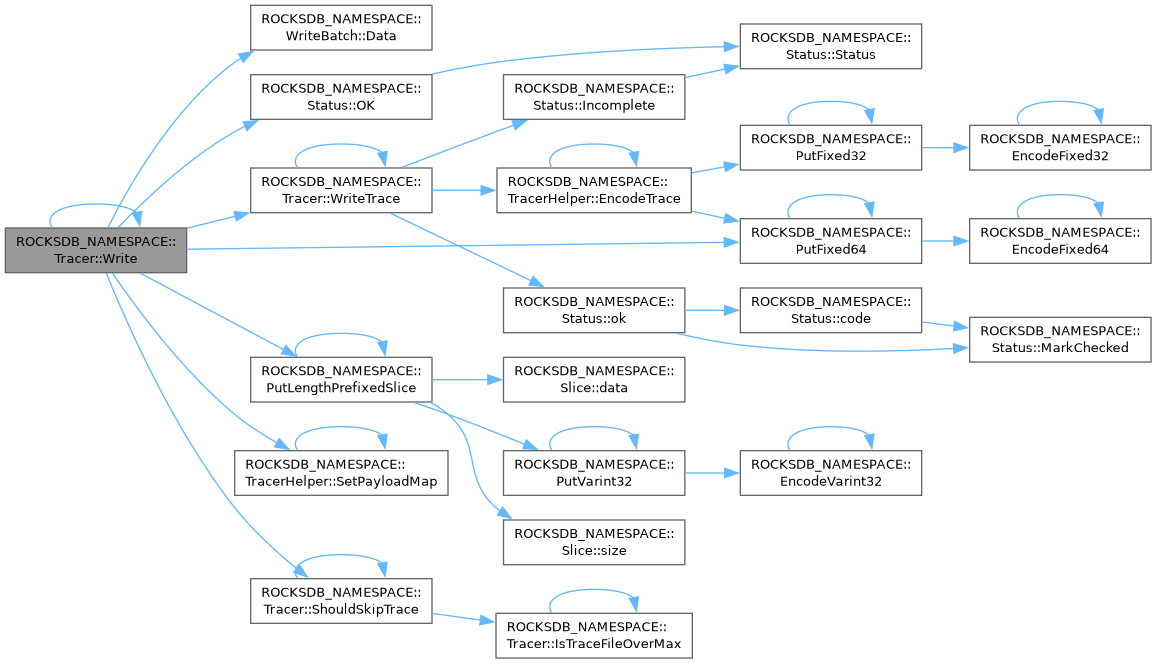 ROCKSDB_NAMESPACE::
Tracer::Write
ROCKSDB_NAMESPACE::
WriteBatch::Data
ROCKSDB_NAMESPACE::
Status::OK
ROCKSDB_NAMESPACE::
Tracer::WriteTrace
ROCKSDB_NAMESPACE::
PutLengthPrefixedSlice
ROCKSDB_NAMESPACE::
TracerHelper::SetPayloadMap
ROCKSDB_NAMESPACE::
Tracer::ShouldSkipTrace
ROCKSDB_NAMESPACE::
Status::Incomplete
ROCKSDB_NAMESPACE::
TracerHelper::EncodeTrace
ROCKSDB_NAMESPACE::
Status::ok
ROCKSDB_NAMESPACE::
Slice::data
ROCKSDB_NAMESPACE::
PutVarint32
ROCKSDB_NAMESPACE::
Slice::size
ROCKSDB_NAMESPACE::
Tracer::IsTraceFileOverMax
ROCKSDB_NAMESPACE::
Status::Status
ROCKSDB_NAMESPACE::
PutFixed32
ROCKSDB_NAMESPACE::
PutFixed64
ROCKSDB_NAMESPACE::
Status::code
ROCKSDB_NAMESPACE::
EncodeVarint32
ROCKSDB_NAMESPACE::
EncodeFixed32
ROCKSDB_NAMESPACE::
EncodeFixed64
ROCKSDB_NAMESPACE::
Status::MarkChecked